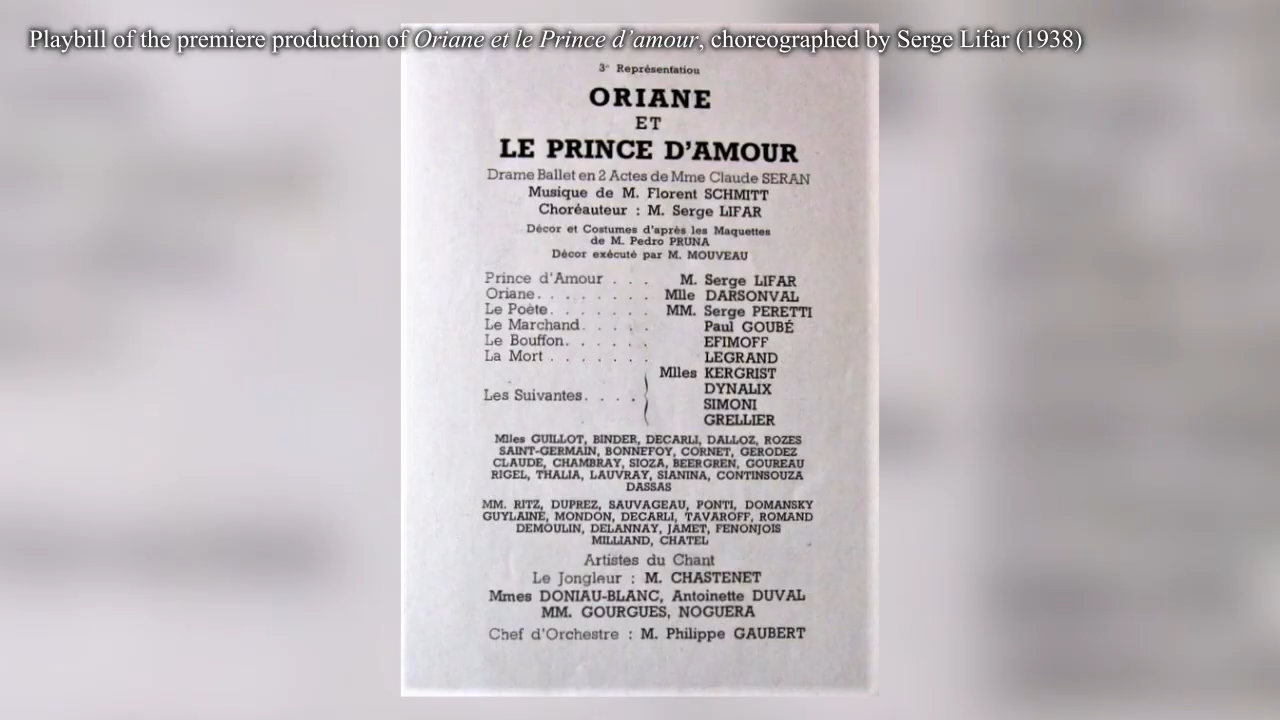 Playbill of the premiere production of Oriane et le Prince d’amour, choreographed by Serge Lifar (1938)
3e Représentation
ORIANE
ET
LE PRINCE D'AMOUR
Drame Ballet en 2 Actes de Mme Claude SERAN
Musique de M. Florent SCHMITT
Choréauteur : M. Serge LIFAR
Décor et Costumes d'après les Maquettes
de M. Pedro PRUNA
Décor exécuté par M. MOUVEAU
Prince d'Amour . . . M. Serge LIFAR
Oriane. . . . . . . . Mlle DARSONVAL
Le Poète. . . . . . . MM. Serge PERETTI
Le Marchand. . . . . Paul GOUBÉ
Le Bouffon. . . . . . EFIMOFF
La Mort . . . . . . . LEGRAND
Mlles KERGRIST
DYNALIX
Les Suivantes. . . . .
SIMONI
GRELLIER
Mlles GUILLOT, BINDER, DECARLI, DALLOZ, ROZES
SAINT-GERMAIN, BONNEFOY, CORNET, GERODEZ
CLAUDE, CHAMBRAY, SIOZA, BEERGREN, GOUREAU
RIGEL, THALIA, LAUVRAY, SIANINA, CONTINSOUZA
DASSAS
MM. RITZ, DUPREZ, SAUVAGEAU, PONTI, DOMANSKY
GUYLAINE, MONDON, DECARLI, TAVAROFF, ROMAND
DEMOULIN, DELANNAY, JAMET, FENONJOIS
MILLIAND, CHATEL
Artistes du Chant
Le Jongleur : M. CHASTENET
Mmes DONIAU-BLANC, Antoinette DUVAL
MM. GOURGUES, NOGUERA
Chef d'Orchestre : M. Philippe GAUBERT